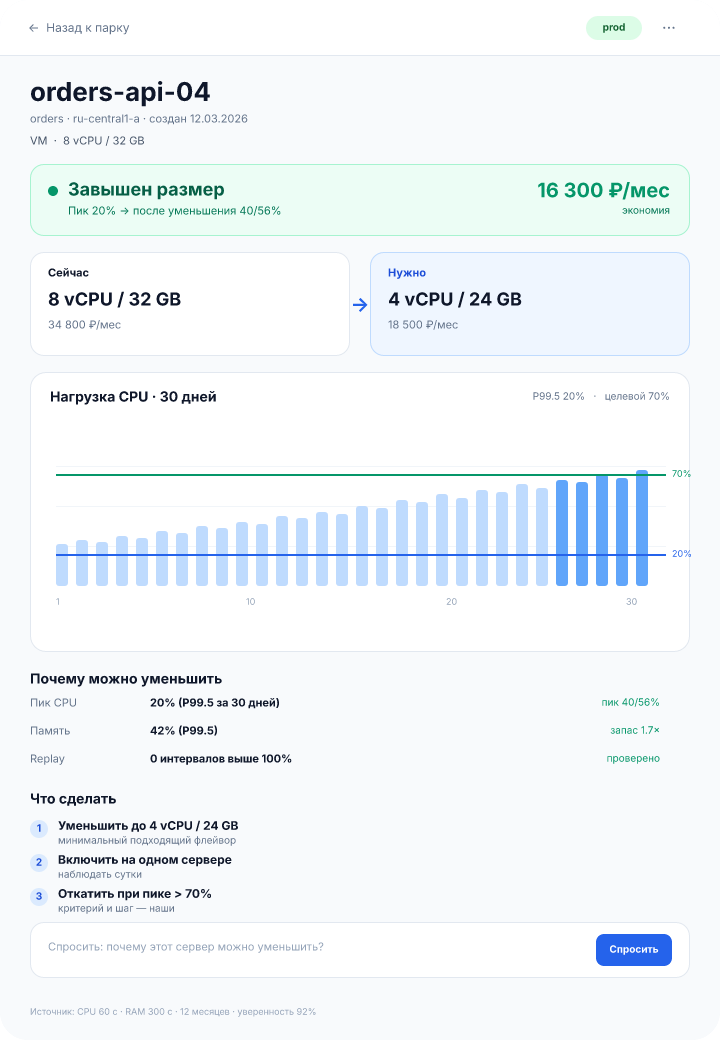 ← Назад к парку
prod
···
orders-api-04
orders · ru-central1-a · создан 12.03.2026
VM · 8 vCPU / 32 GB
Завышен размер
16 300 ₽/мес
Пик 20% → после уменьшения 40/56%
экономия
Сейчас
8 vCPU / 32 GB
34 800 ₽/мес
→
Нужно
4 vCPU / 24 GB
18 500 ₽/мес
Нагрузка CPU · 30 дней
P99.5 20% · целевой 70%
70%
20%
1 10 20 30
Почему можно уменьшить
Пик CPU 20% (P99.5 за 30 дней) пик 40/56%
Память 42% (P99.5) запас 1.7×
Replay 0 интервалов выше 100% проверено
Что сделать
1 Уменьшить до 4 vCPU / 24 GB
минимальный подходящий флейвор
2 Включить на одном сервере
наблюдать сутки
3 Откатить при пике > 70%
критерий и шаг — наши
Спросить: почему этот сервер можно уменьшить?
Спросить
Источник: CPU 60 с · RAM 300 с · 12 месяцев · уверенность 92%